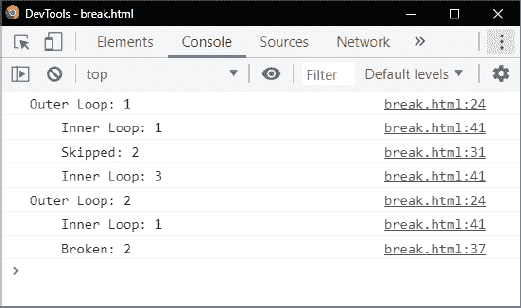 DevTools - break.html
Elements Console Sources Network »
top Filter Default levels
Outer Loop: 1 break.html:24
Inner Loop: 1 break.html:41
Skipped: 2 break.html:31
Inner Loop: 3 break.html:41
Outer Loop: 2 break.html:24
Inner Loop: 1 break.html:41
Broken: 2 break.html:37